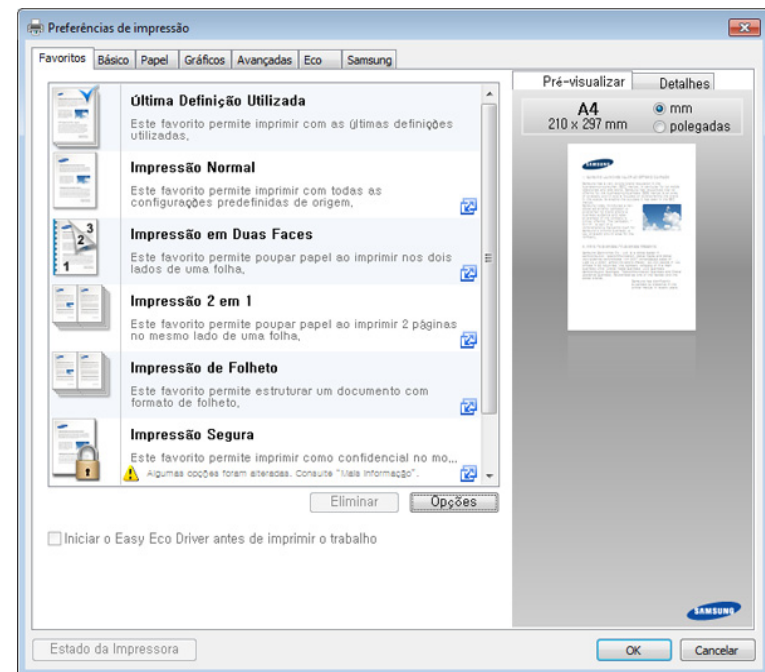 Preferências de impressão
Favoritos Básico Papel Gráficos Avançadas Eco Samsung
Última Definição Utilizada
Este favorito permite imprimir com as últimas definições
utilizadas.
Impressão Normal
Este favorito permite imprimir com todas as
configurações predefinidas de origem.
3
2
1
Impressão em Duas Faces
Este favorito permite poupar papel ao imprimir nos dois
lados de uma folha.
Impressão 2 em 1
Este favorito permite poupar papel ao imprimir 2 páginas
no mesmo lado de uma folha.
Impressão de Folheto
Este favorito permite estruturar um documento com
formato de folheto.
Impressão Segura
Este favorito permite imprimir como confidencial no mo...
Algumas opções foram alteradas. Consulte "Mais Informação".
Eliminar Opções
Iniciar o Easy Eco Driver antes de imprimir o trabalho
Estado da Impressora
Pré-visualizar Detalhes
A4
210 x 297 mm
mm
polegadas
SAMSUNG
SAMSUNG
OK Cancelar